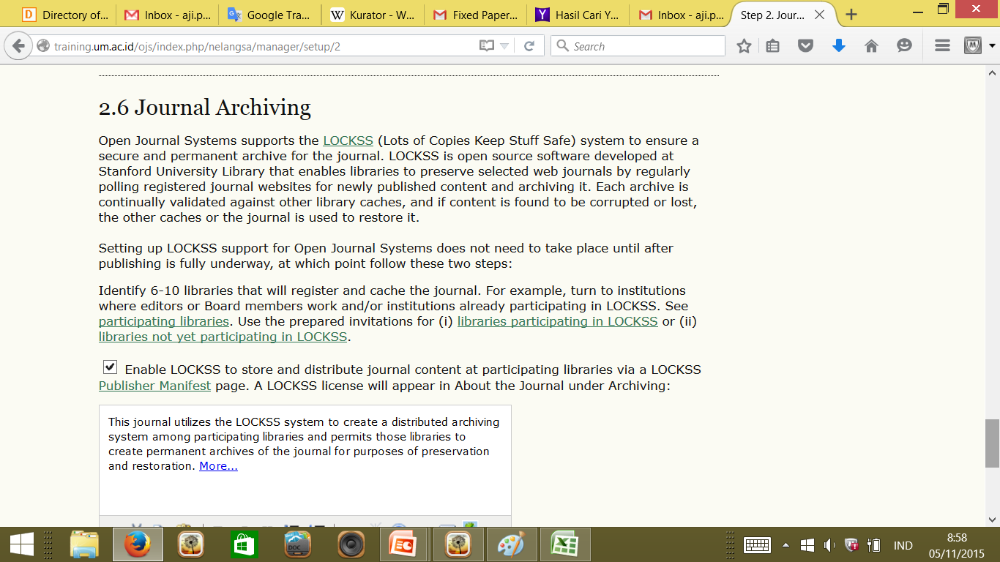 Directory of...
Inbox - aji.p...
Google Tra...
Kurator - W...
Fixed Paper...
Hasil Cari Y...
Inbox - aji.p...
Step 2. Jour...
training.um.ac.id/ojs/index.php/nelangsa/manager/setup/2
Search
2.6 Journal Archiving
Open Journal Systems supports the LOCKSS (Lots of Copies Keep Stuff Safe) system to ensure a
secure and permanent archive for the journal. LOCKSS is open source software developed at
Stanford University Library that enables libraries to preserve selected web journals by regularly
polling registered journal websites for newly published content and archiving it. Each archive is
continually validated against other library caches, and if content is found to be corrupted or lost,
the other caches or the journal is used to restore it.
Setting up LOCKSS support for Open Journal Systems does not need to take place until after
publishing is fully underway, at which point follow these two steps:
Identify 6-10 libraries that will register and cache the journal. For example, turn to institutions
where editors or Board members work and/or institutions already participating in LOCKSS. See
participating libraries. Use the prepared invitations for (i) libraries participating in LOCKSS or (ii)
libraries not yet participating in LOCKSS.
Enable LOCKSS to store and distribute journal content at participating libraries via a LOCKSS
Publisher Manifest page. A LOCKSS license will appear in About the Journal under Archiving:
This journal utilizes the LOCKSS system to create a distributed archiving
system among participating libraries and permits those libraries to
create permanent archives of the journal for purposes of preservation
and restoration. More...
DOC
IND
8:58
05/11/2015